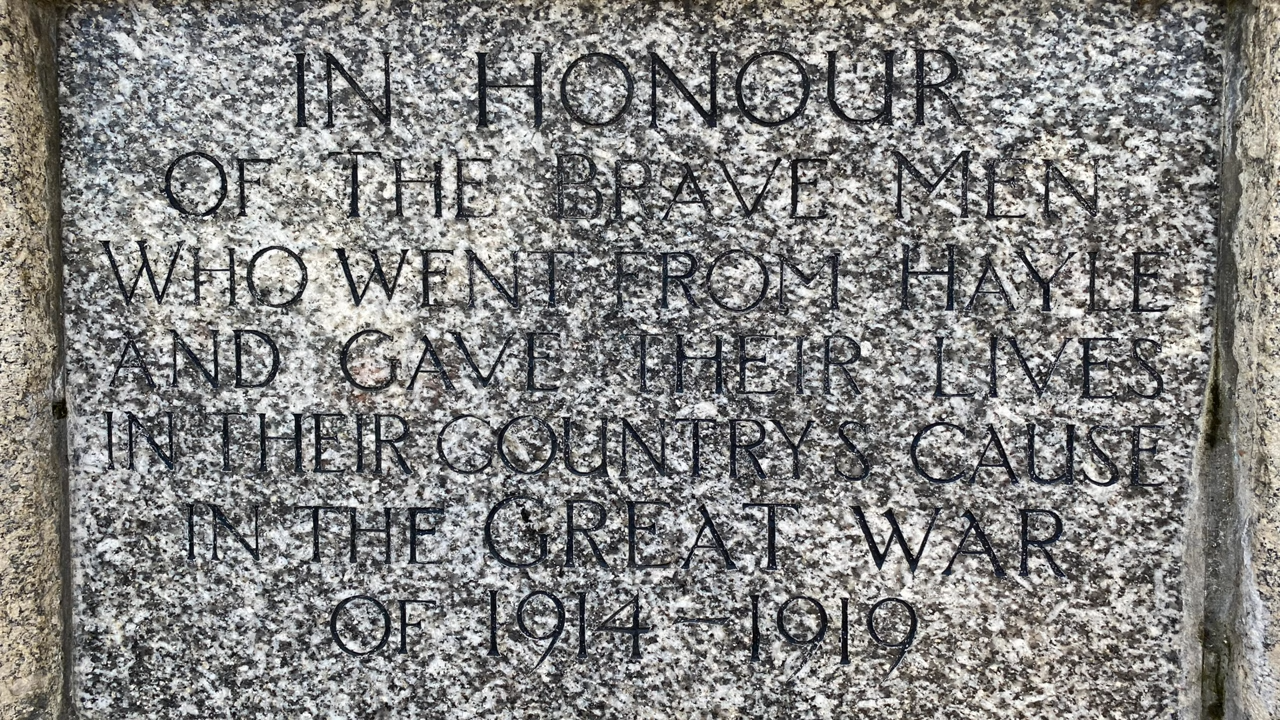 IN HONOUR
OF THE BRAVE MEN
WHO WENT FROM HAYLE
AND GAVE THEIR LIVES
IN THEIR COUNTRY'S CAUSE
IN THE GREAT WAR
OF 1914-1919